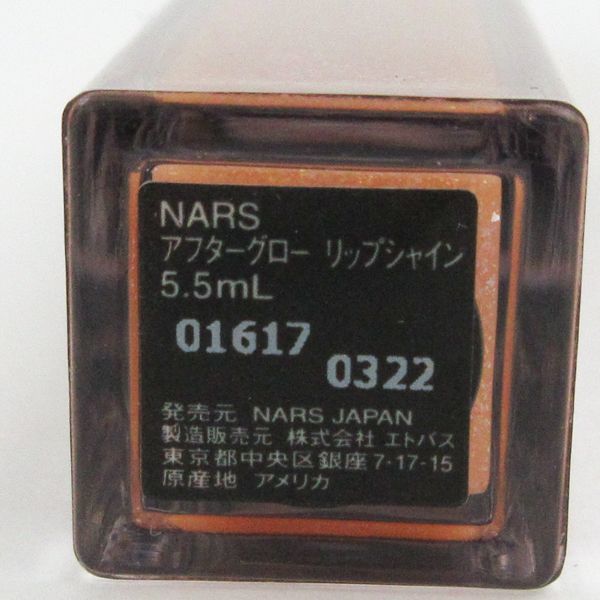 NARS
アフターグロー リップシャイン
5.5mL
01617
0322
発売元 NARS JAPAN
製造販売元 株式会社 エトバス
東京都中央区銀座7-17-15
原産地 アメリカ